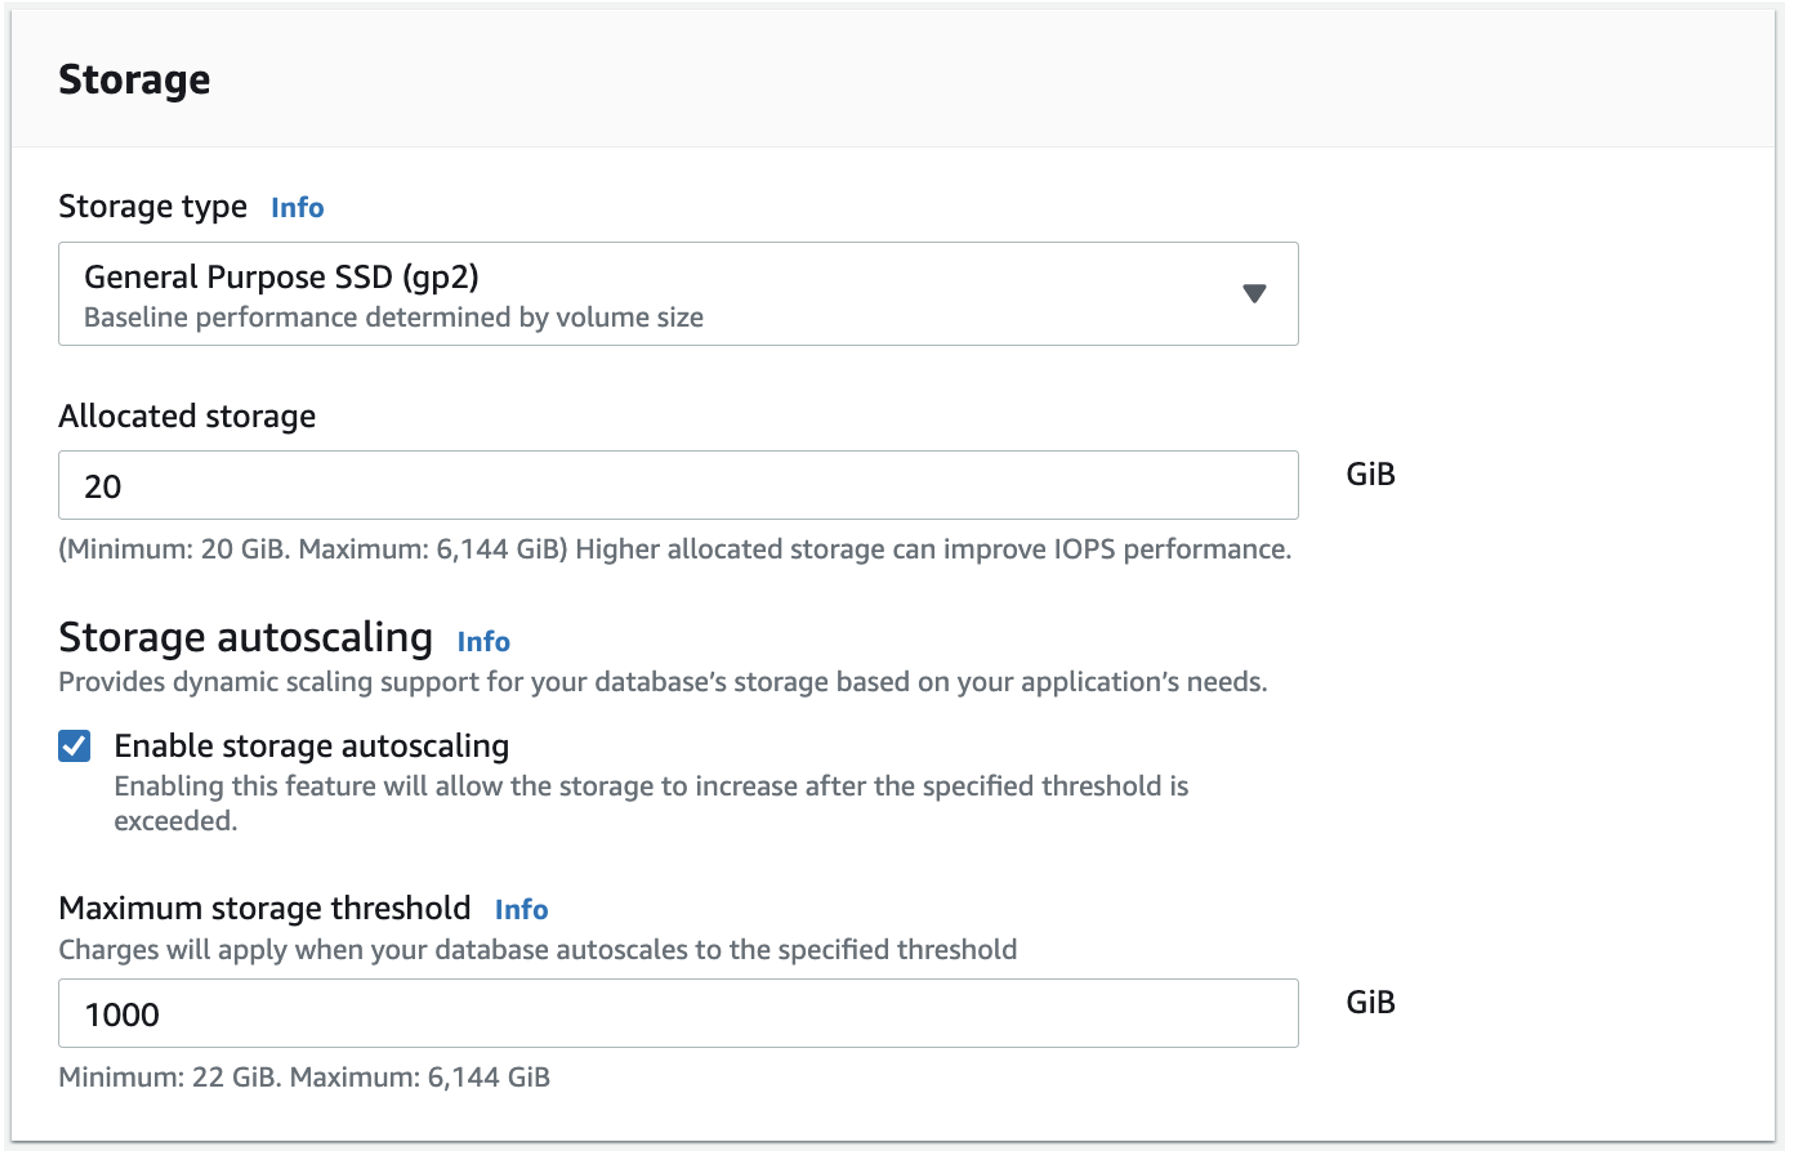 Storage
Storage type Info
General Purpose SSD (gp2)
Baseline performance determined by volume size
Allocated storage
20
GiB
(Minimum: 20 GiB. Maximum: 6,144 GiB) Higher allocated storage can improve IOPS performance.
Storage autoscaling Info
Provides dynamic scaling support for your database’s storage based on your application’s needs.
Enable storage autoscaling
Enabling this feature will allow the storage to increase after the specified threshold is
exceeded.
Maximum storage threshold Info
Charges will apply when your database autoscales to the specified threshold
1000
GiB
Minimum: 22 GiB. Maximum: 6,144 GiB